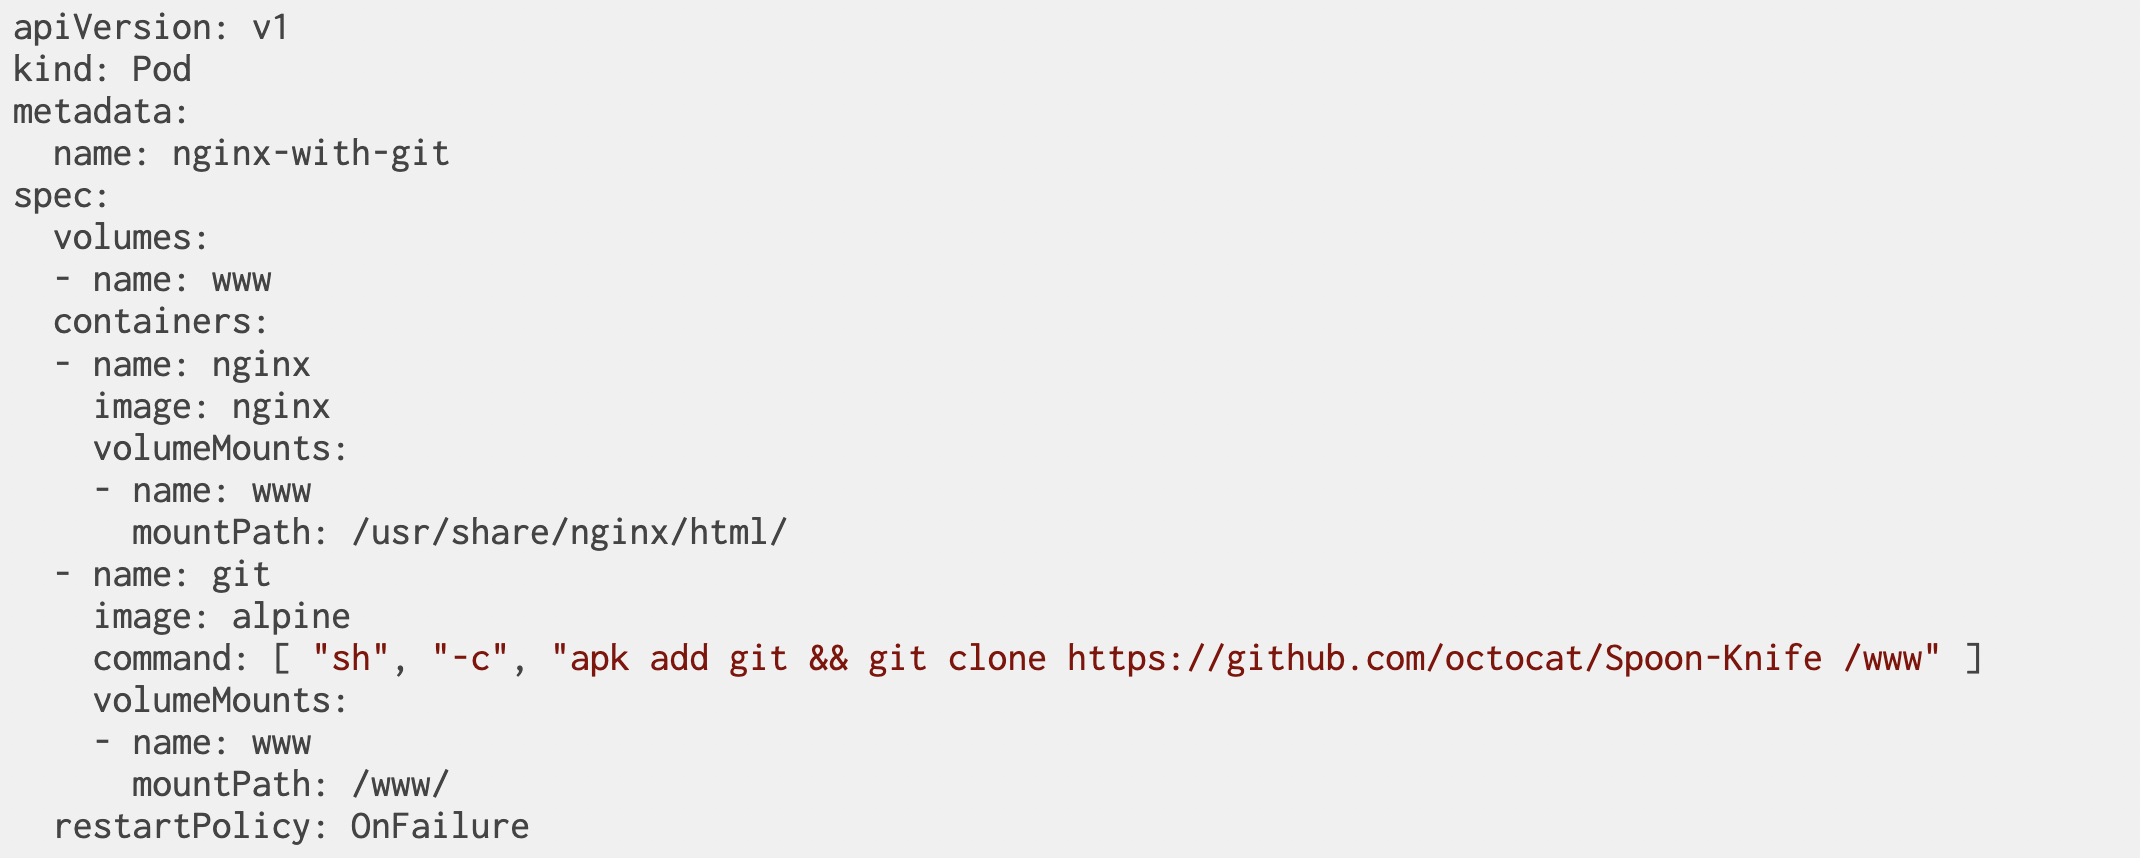 apiVersion: v1
kind: Pod
metadata:
  name: nginx-with-git
spec:
  volumes:
  - name: www
  containers:
  - name: nginx
    image: nginx
    volumeMounts:
    - name: www
      mountPath: /usr/share/nginx/html/
  - name: git
    image: alpine
    command: [ "sh", "-c", "apk add git && git clone https://github.com/octocat/Spoon-Knife /www" ]
    volumeMounts:
    - name: www
      mountPath: /www/
  restartPolicy: OnFailure